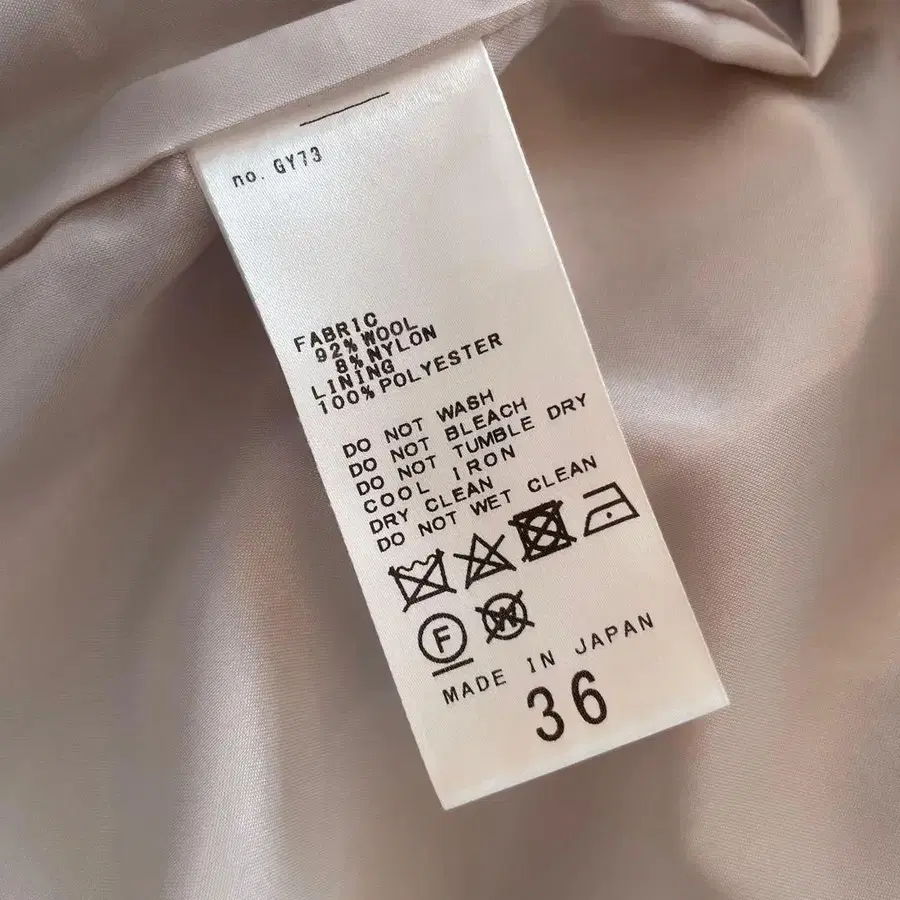 no. GY73
FABRIC
92% WOOL
8% NYLON
LINING
100% POLYESTER
DO NOT WASH
DO NOT BLEACH
DO NOT TUMBLE DRY
COOL IRON
DRY CLEAN
DO NOT WET CLEAN
F W
MADE IN JAPAN
36